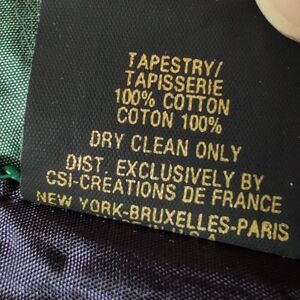 TAPESTRY/
TAPISSERIE
100% COTTON
COTON 100%
DRY CLEAN ONLY
DIST. EXCLUSIVELY BY
CSI-CREATIONS DE FRANCE
NEW YORK-BRUXELLES-PARIS
IN U.S.A.